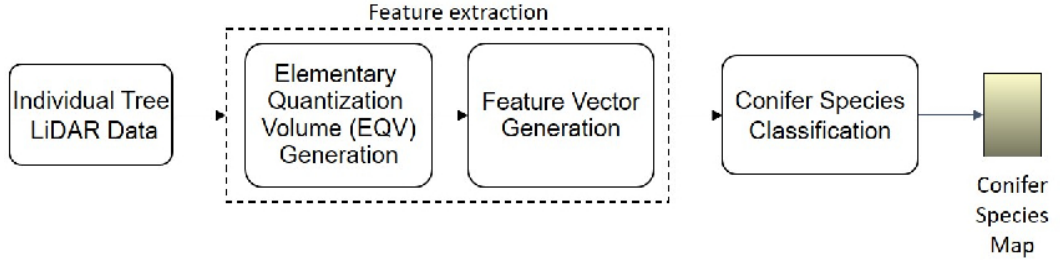 Feature extraction
Individual Tree
LiDAR Data
Elementary
Quantization
Volume (EQV)
Generation
Feature Vector
Generation
Conifer Species
Classification
Conifer
Species
Map